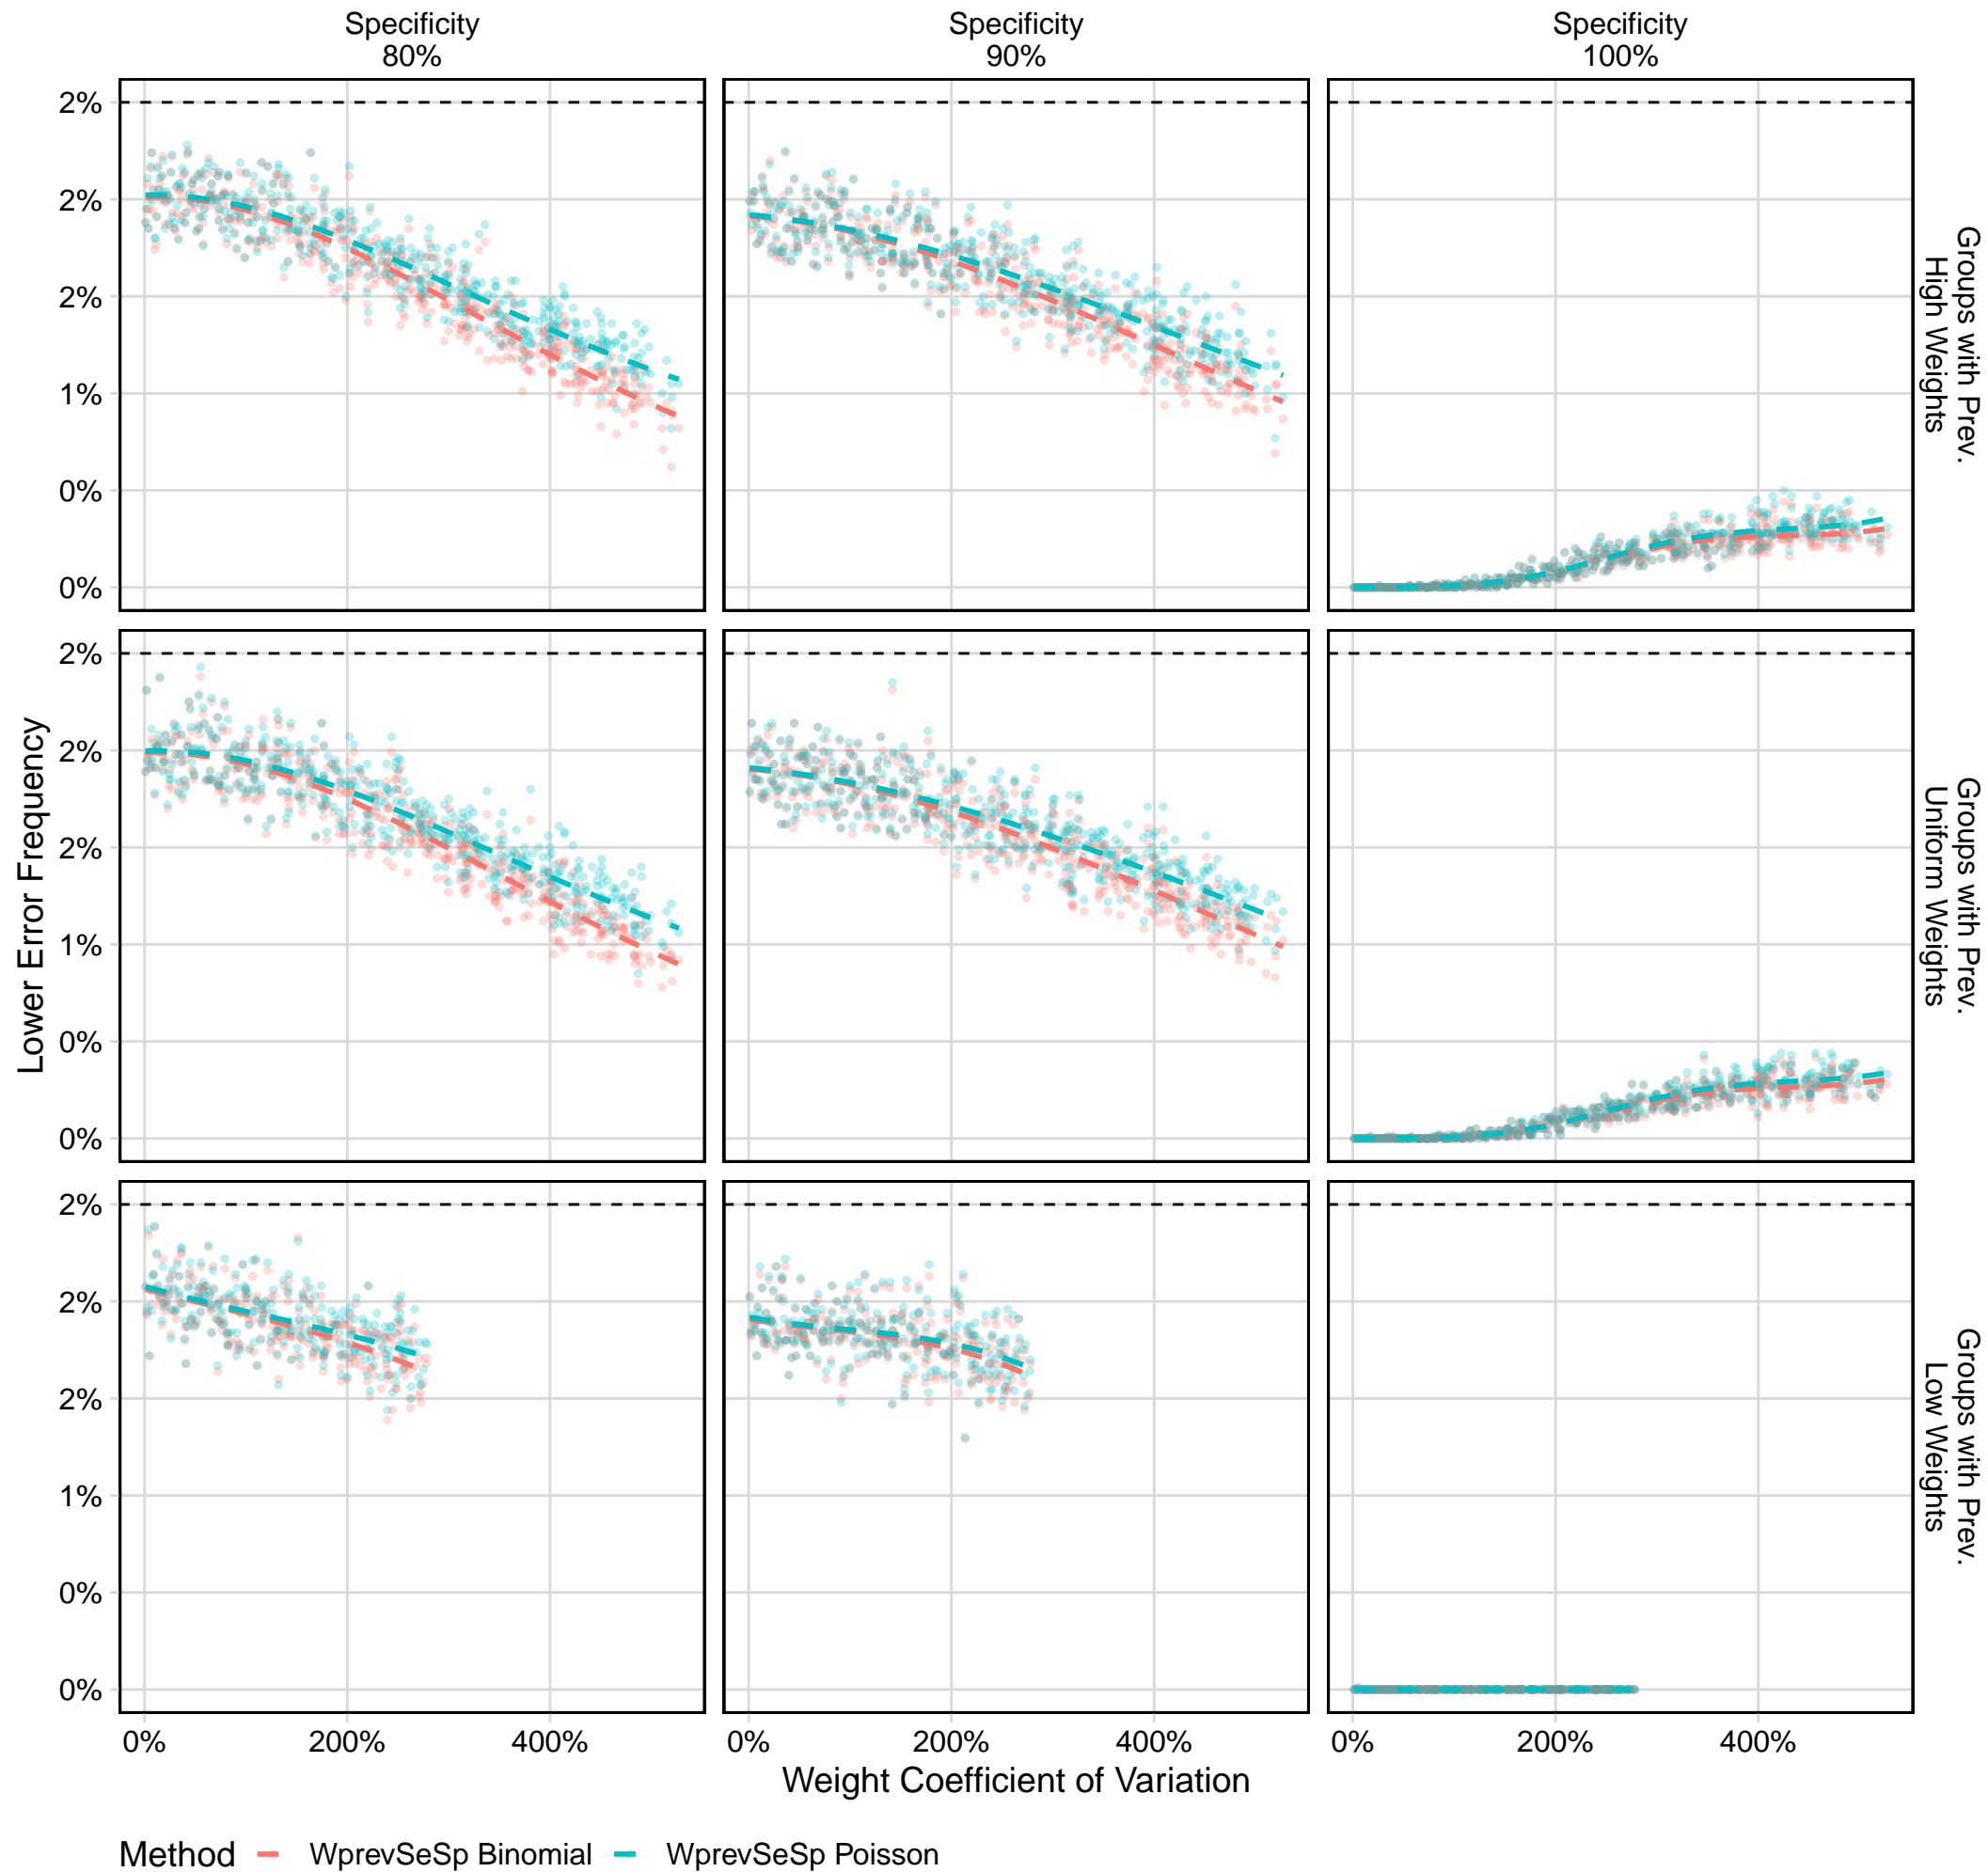 Specificity
80%
Specificity
90%
Specificity
100%
2%
2%
2%
1%
0%
0%
Groups with Prev.
High Weights
2%
2%
2%
1%
0%
0%
Groups with Prev.
Uniform Weights
2%
2%
2%
1%
0%
0%
Groups with Prev.
Low Weights
Lower Error Frequency
0%
200%
400%
0%
200%
400%
0%
200%
400%
Weight Coefficient of Variation
Method
WprevSeSp Binomial
WprevSeSp Poisson